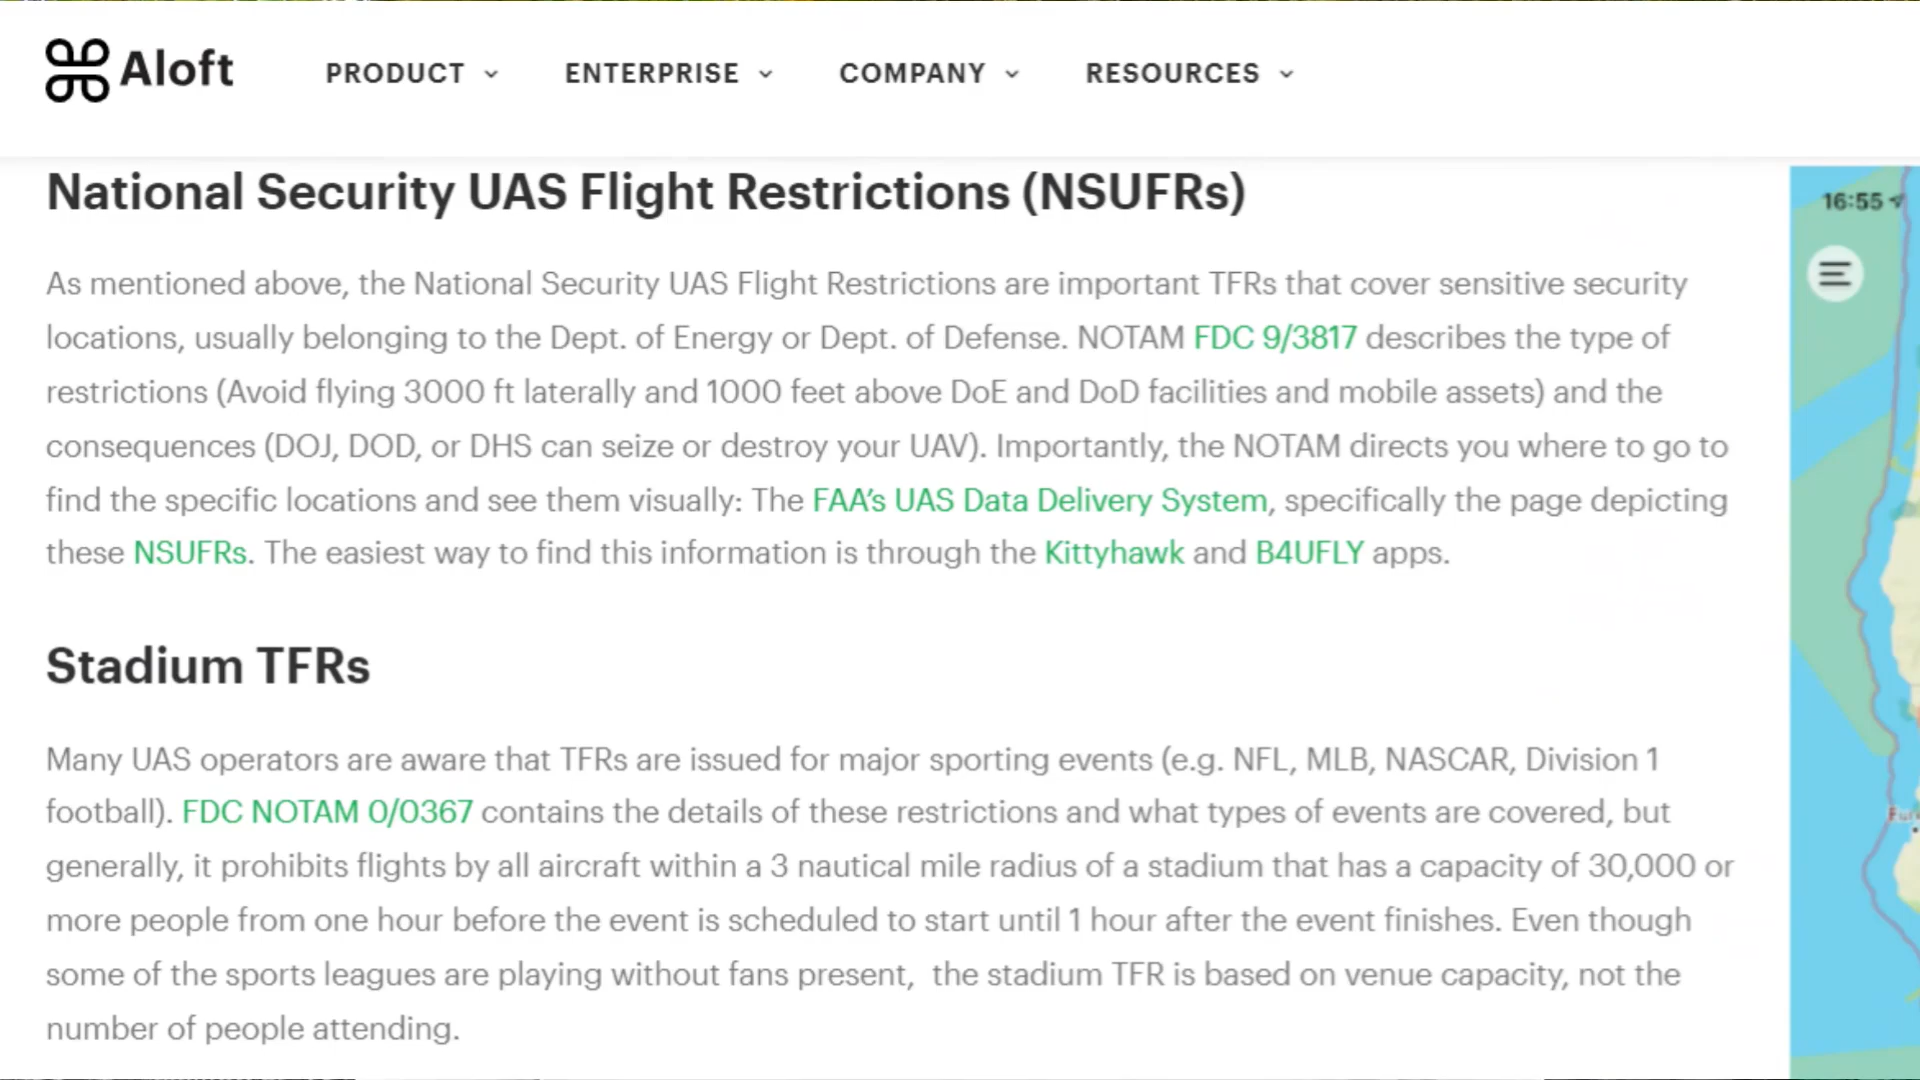 Aloft
PRODUCT
ENTERPRISE
COMPANY
RESOURCES
National Security UAS Flight Restrictions (NSUFRs)
As mentioned above, the National Security UAS Flight Restrictions are important TFRs that cover sensitive security
locations, usually belonging to the Dept. of Energy or Dept. of Defense. NOTAM FDC 9/3817 describes the type of
restrictions (Avoid flying 3000 ft laterally and 1000 feet above DoE and DoD facilities and mobile assets) and the
consequences (DOJ, DOD, or DHS can seize or destroy your UAV). Importantly, the NOTAM directs you where to go to
find the specific locations and see them visually: The FAA's UAS Data Delivery System, specifically the page depicting
these NSUFRs. The easiest way to find this information is through the Kittyhawk and B4UFLY apps.
Stadium TFRs
Many UAS operators are aware that TFRs are issued for major sporting events (e.g. NFL, MLB, NASCAR, Division 1
football). FDC NOTAM 0/0367 contains the details of these restrictions and what types of events are covered, but
generally, it prohibits flights by all aircraft within a 3 nautical mile radius of a stadium that has a capacity of 30,000 or
more people from one hour before the event is scheduled to start until 1 hour after the event finishes. Even though
some of the sports leagues are playing without fans present,  the stadium TFR is based on venue capacity, not the
number of people attending.
16:55